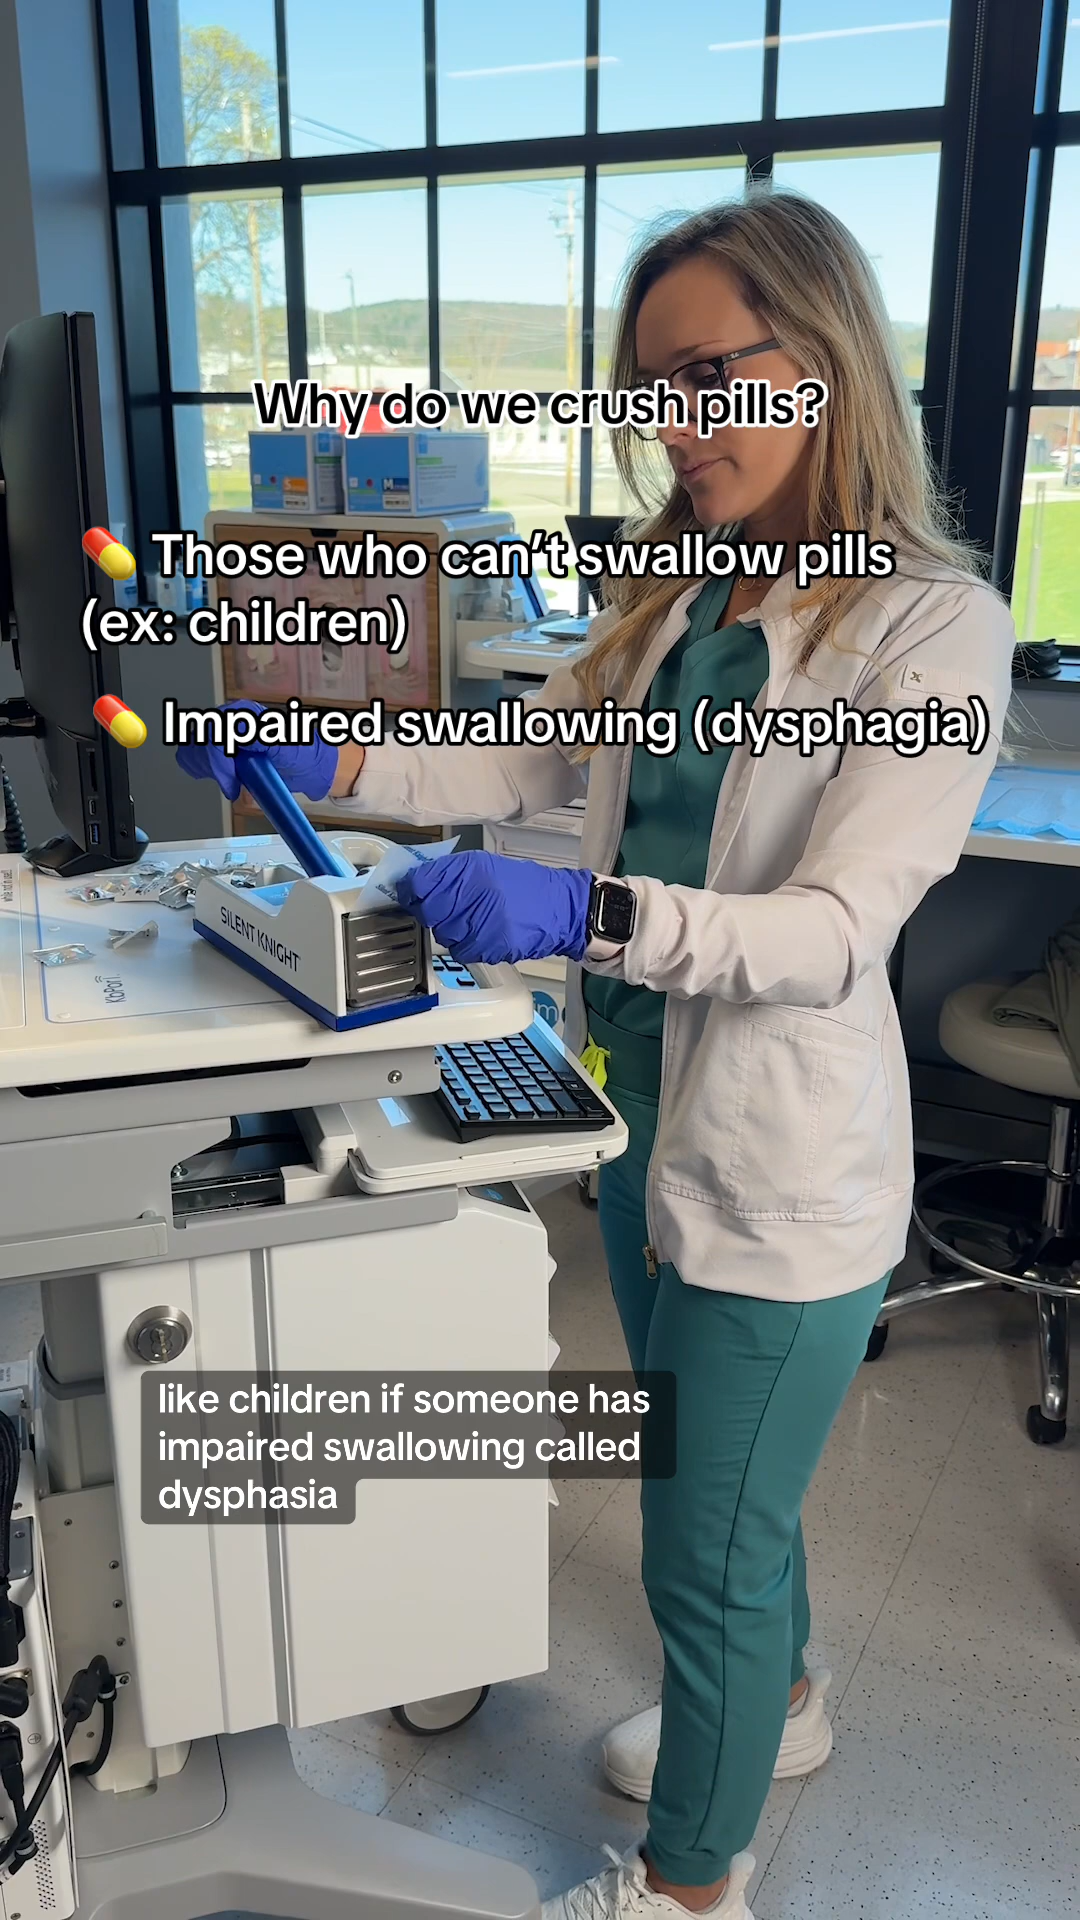 Why do we crush pills?
💊 Those who can't swallow pills
(ex: children)
💊 Impaired swallowing (dysphagia)
SILENT KNIGHT
like children if someone has
impaired swallowing called
dysphasia